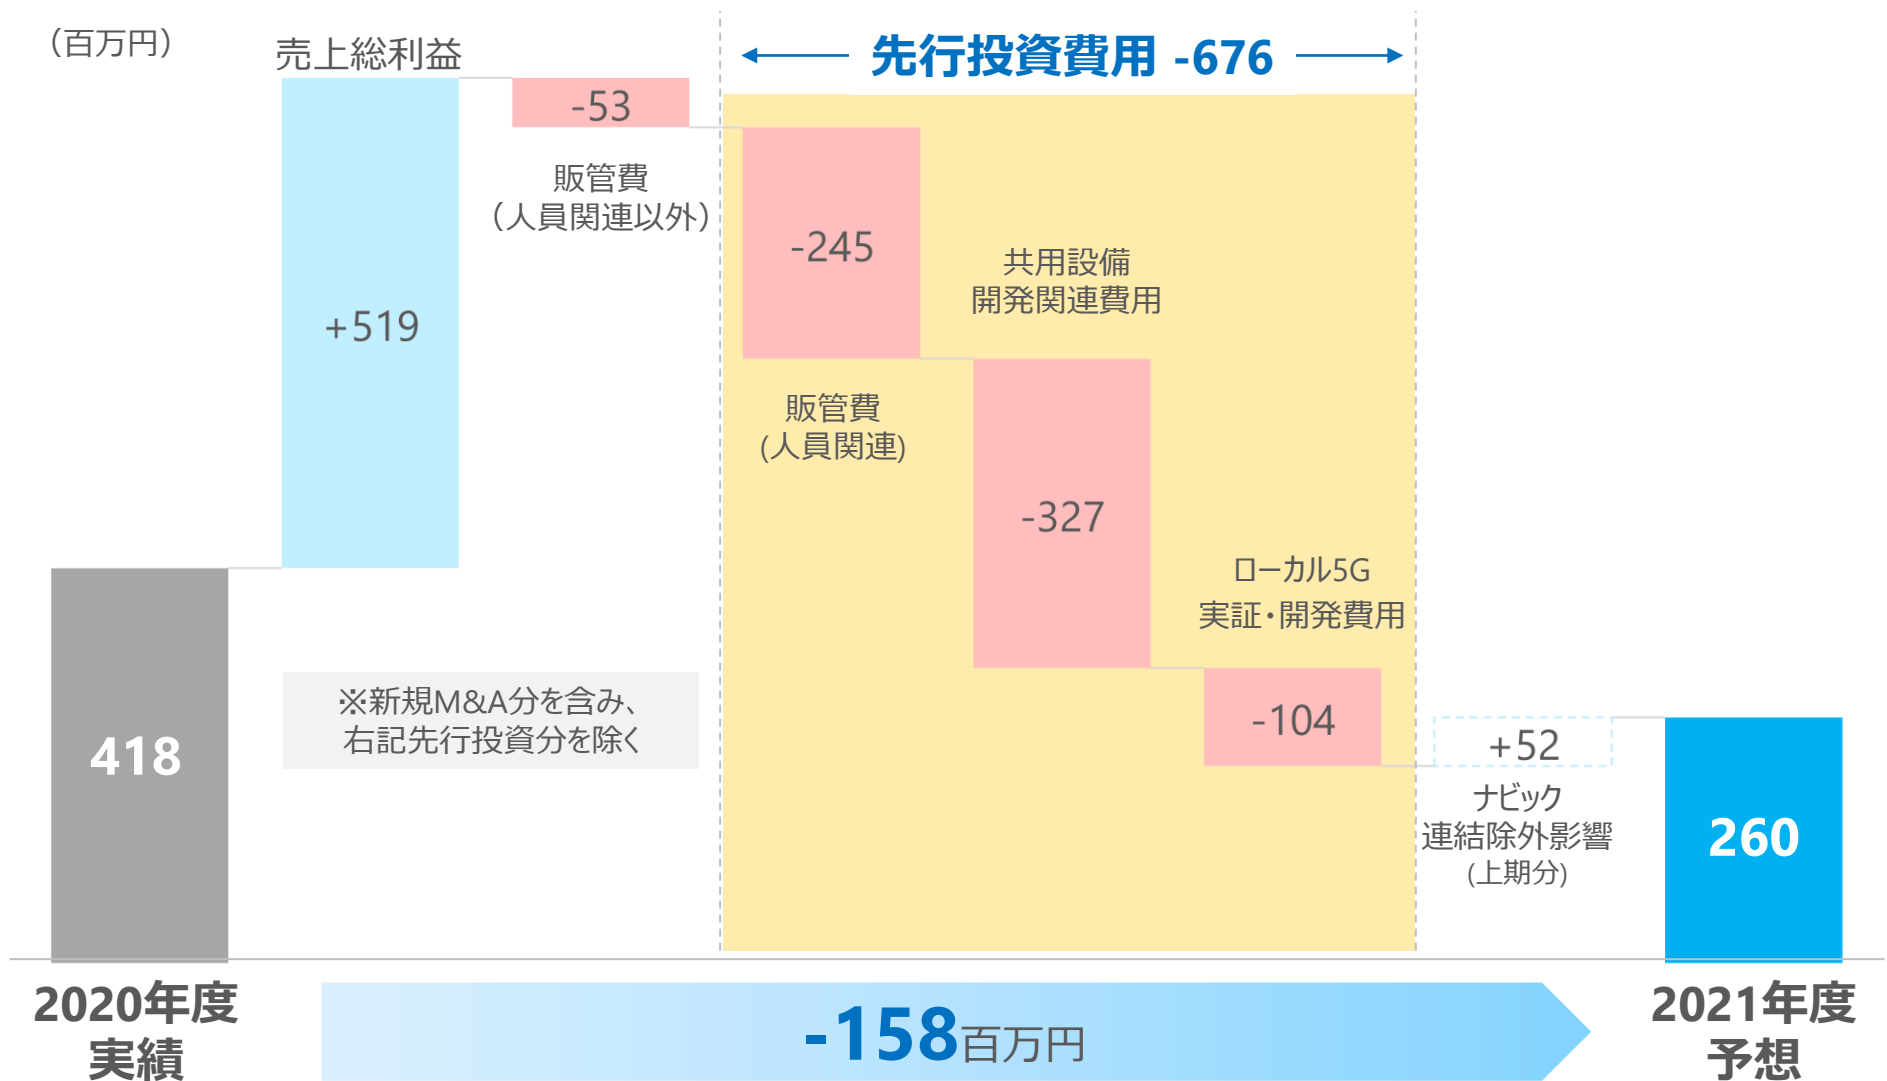 （百万円）
売上総利益
先行投資費用 -676
-53
販管費
（人員関連以外）
+519
-245
販管費
(人員関連)
共用設備
開発関連費用
-327
ローカル5G
実証・開発費用
-104
※新規M&A分を含み、
右記先行投資分を除く
418
+52
ナビック
連結除外影響
(上期分)
260
2020年度
実績
-158百万円
2021年度
予想